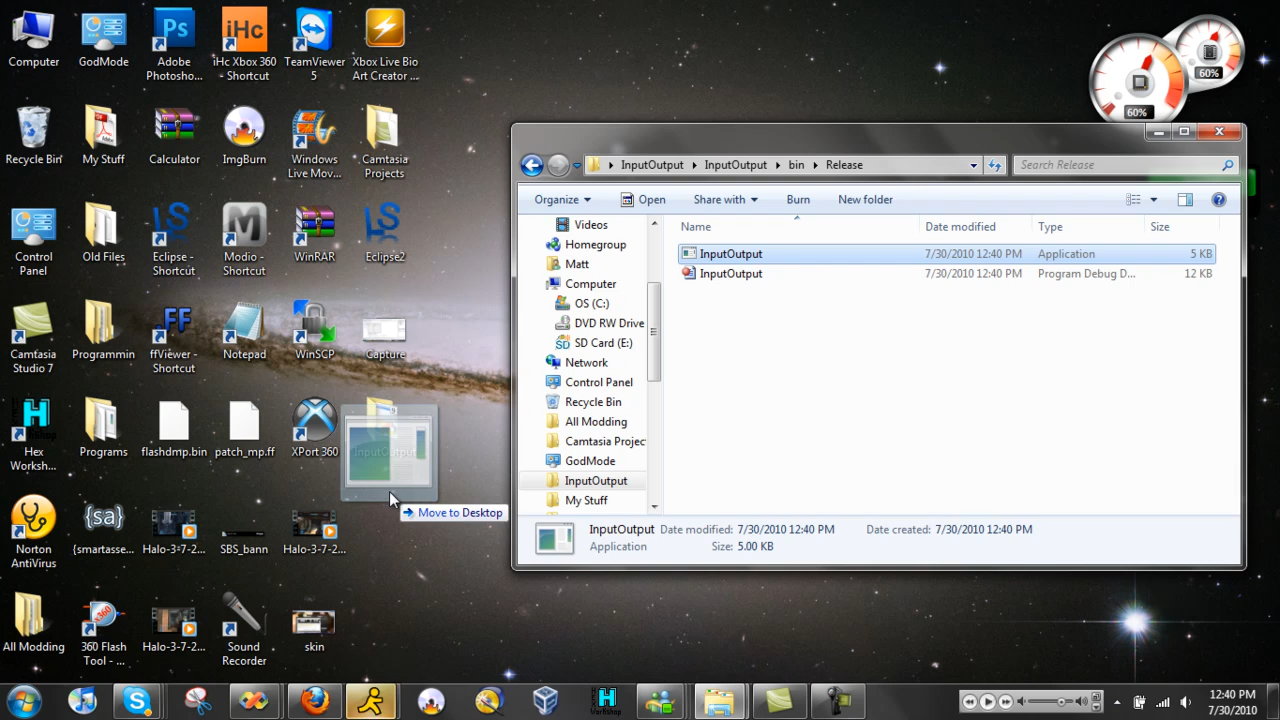 Computer
GodMode
Adobe Photosho...
iHc Xbox 360 - Shortcut
TeamViewer 5
Xbox Live Bio Art Creator ...
Recycle Bin
My Stuff
Calculator
ImgBurn
Windows Live Mov...
Camtasia Projects
Control Panel
Old Files
Eclipse - Shortcut
Modio - Shortcut
WinRAR
Eclipse2
Camtasia Studio 7
Programmin
ffViewer - Shortcut
Notepad
WinSCP
Capture
Hex Worksh...
Programs
flashdmp.bin
patch_mp.ff
XPort 360
InputOutput
Norton AntiVirus
{smartasse...
Halo-3-7-2...
SBS_bann
Halo-3-7-2...
All Modding
360 Flash Tool - ...
Halo-3-7-2...
Sound Recorder
skin
Ps
iHc
.FF
{sa}
x360
Move to Desktop
60%
60%
InputOutput
InputOutput
bin
Release
Search Release
Organize
Open
Share with
Burn
New folder
Videos
Homegroup
Matt
Computer
OS (C:)
DVD RW Drive
SD Card (E:)
Network
Control Panel
Recycle Bin
All Modding
Camtasia Projec
GodMode
InputOutput
My Stuff
Name Date modified Type Size
InputOutput 7/30/2010 12:40 PM Application 5 KB
InputOutput 7/30/2010 12:40 PM Program Debug D... 12 KB
InputOutput Date modified: 7/30/2010 12:40 PM Date created: 7/30/2010 12:40 PM
Application Size: 5.00 KB
12:40 PM
7/30/2010